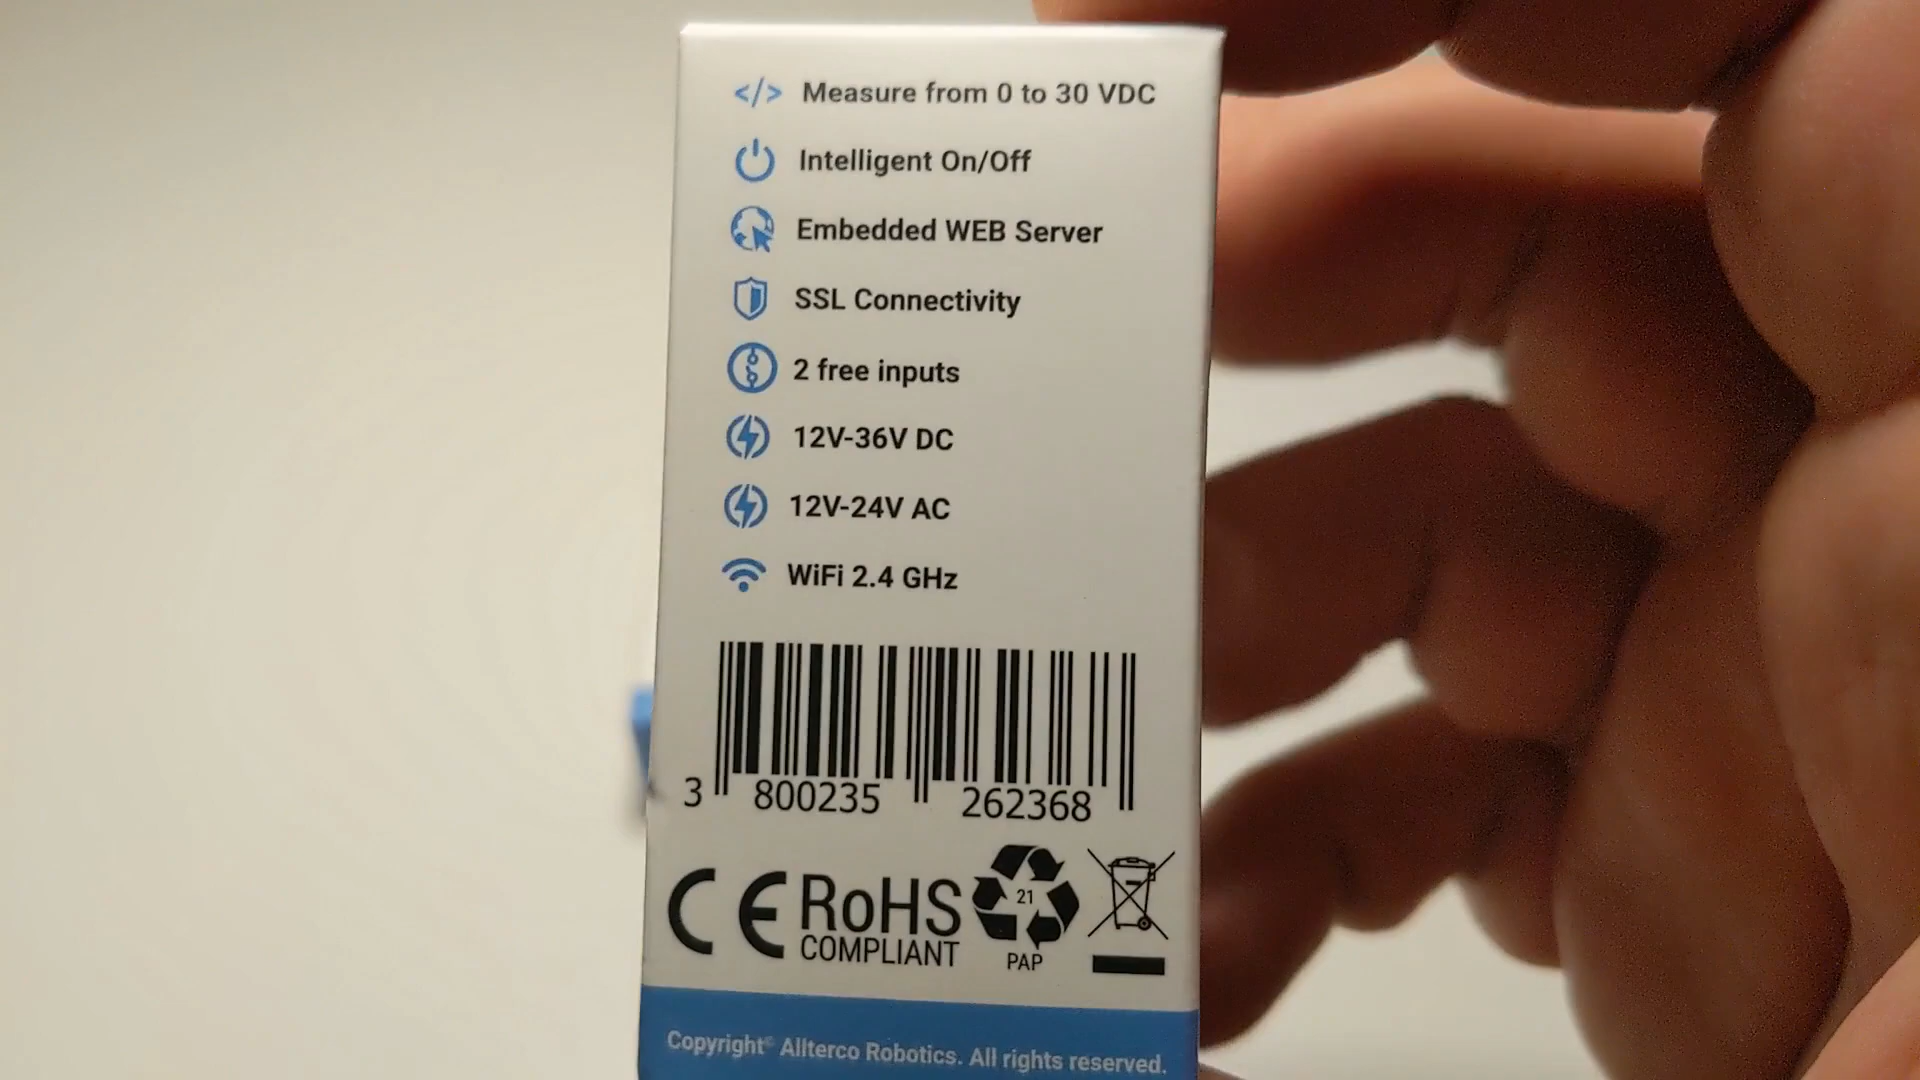 </> Measure from 0 to 30 VDC
Intelligent On/Off
Embedded WEB Server
SSL Connectivity
2 free inputs
12V-36V DC
12V-24V AC
WiFi 2.4 GHz
3 800235 262368
CE RoHS COMPLIANT 21 PAP
Copyright© Allterco Robotics. All rights reserved.